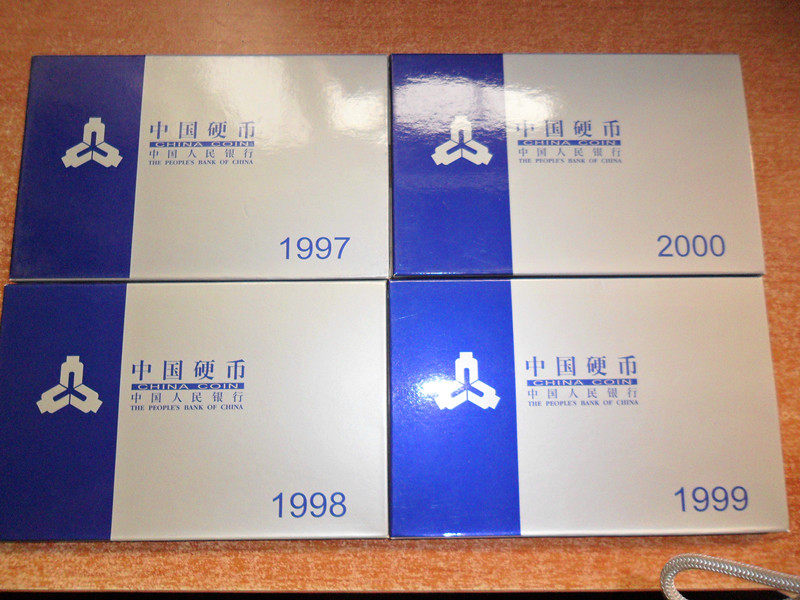 中国硬币
CHINA COIN
中国人民银行
THE PEOPLE'S BANK OF CHINA
1997
中国硬币
CHINA COIN
中国人民银行
THE PEOPLE'S BANK OF CHINA
2000
中国硬币
CHINA COIN
中国人民银行
THE PEOPLE'S BANK OF CHINA
1998
中国硬币
CHINA COIN
中国人民银行
THE PEOPLE'S BANK OF CHINA
1999